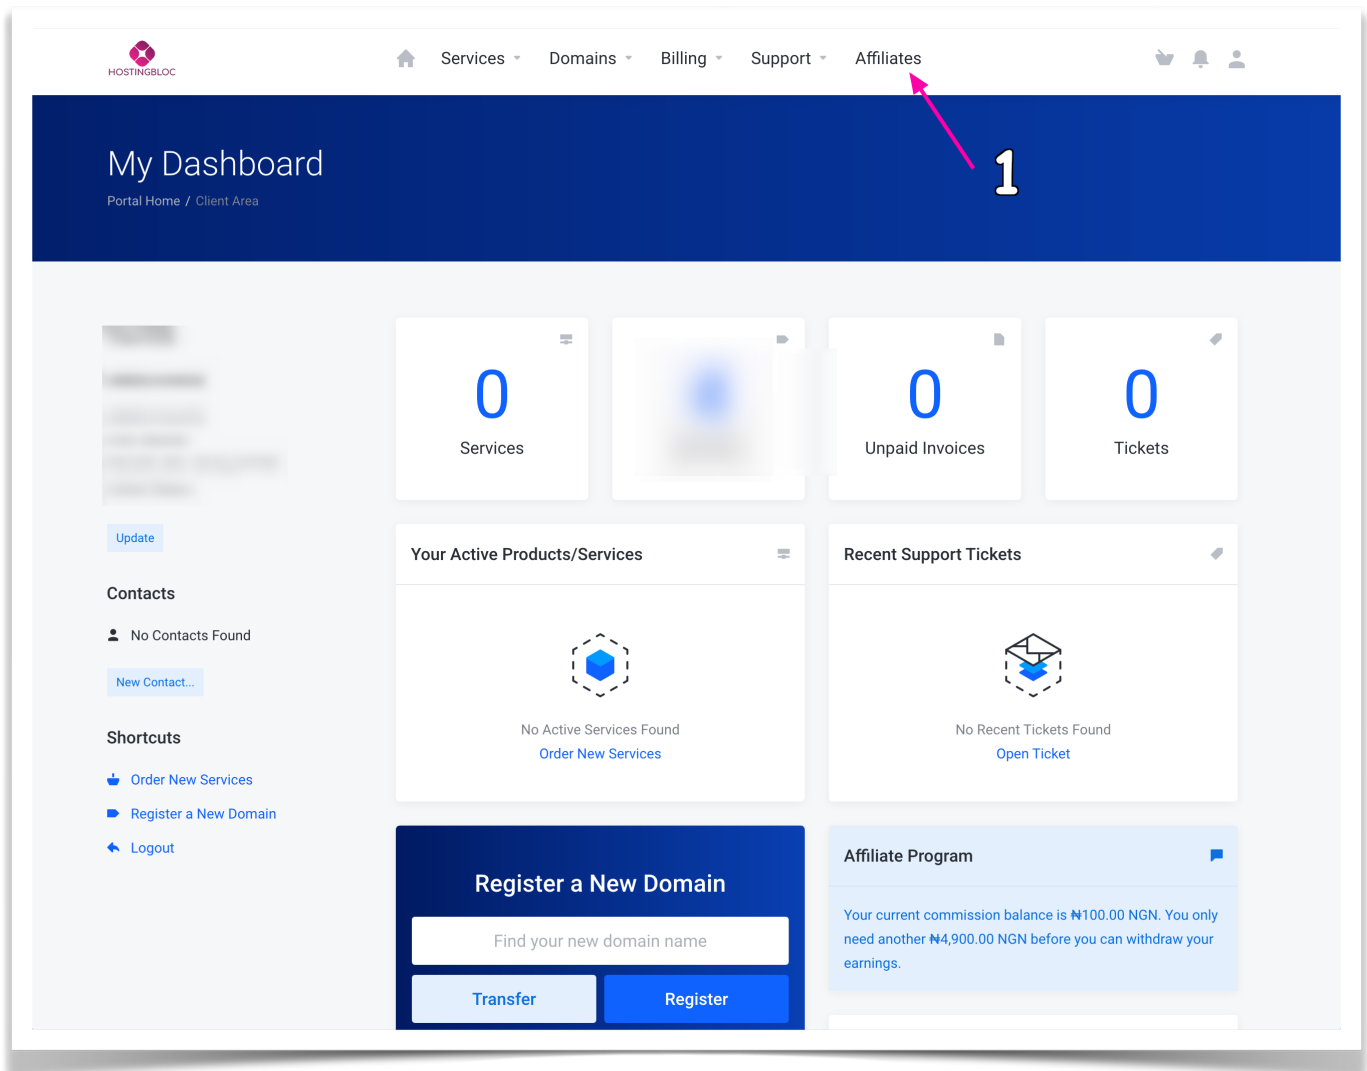 HOSTINGBLOC
Services Domains Billing Support Affiliates
1
My Dashboard
Portal Home / Client Area
0
Services
0
Unpaid Invoices
0
Tickets
Update
Contacts
No Contacts Found
New Contact...
Shortcuts
Order New Services
Register a New Domain
Logout
Your Active Products/Services
No Active Services Found
Order New Services
Recent Support Tickets
No Recent Tickets Found
Open Ticket
Register a New Domain
Find your new domain name
Transfer Register
Affiliate Program
Your current commission balance is ₦100.00 NGN. You only
need another ₦4,900.00 NGN before you can withdraw your
earnings.